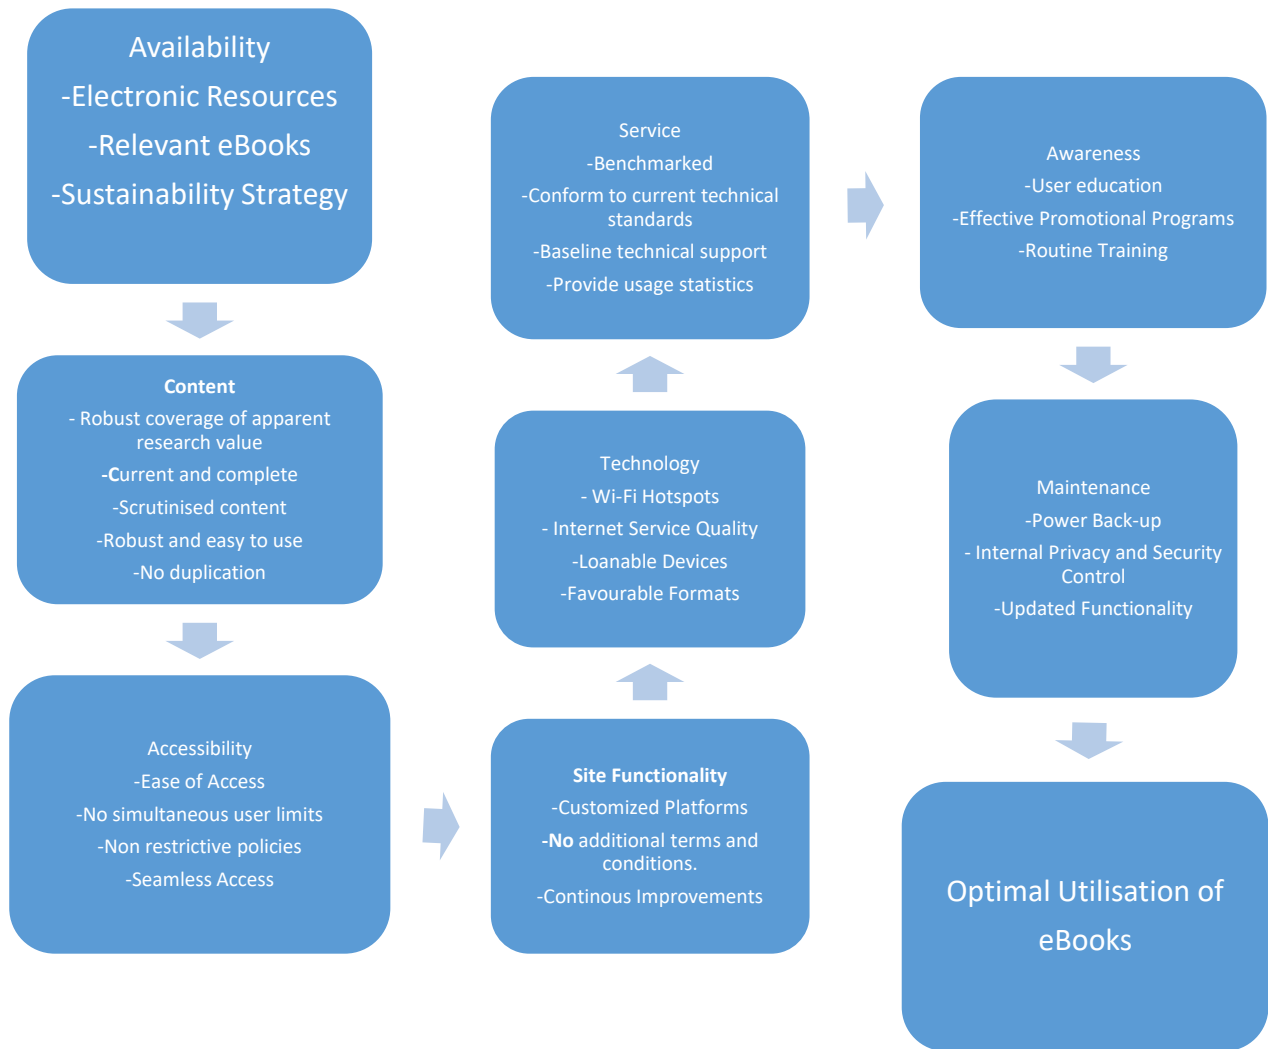 Availability
-Electronic Resources
-Relevant eBooks
-Sustainability Strategy
Content
- Robust coverage of apparent
research value
-Current and complete
-Scrutinised content
-Robust and easy to use
-No duplication
Accessibility
-Ease of Access
-No simultaneous user limits
-Non restrictive policies
-Seamless Access
Site Functionality
-Customized Platforms
-No additional terms and
conditions.
-Continous Improvements
Technology
- Wi-Fi Hotspots
- Internet Service Quality
-Loanable Devices
-Favourable Formats
Service
-Benchmarked
-Conform to current technical
standards
-Baseline technical support
-Provide usage statistics
Awareness
-User education
-Effective Promotional Programs
-Routine Training
Maintenance
-Power Back-up
- Internal Privacy and Security
Control
-Updated Functionality
Optimal Utilisation of
eBooks